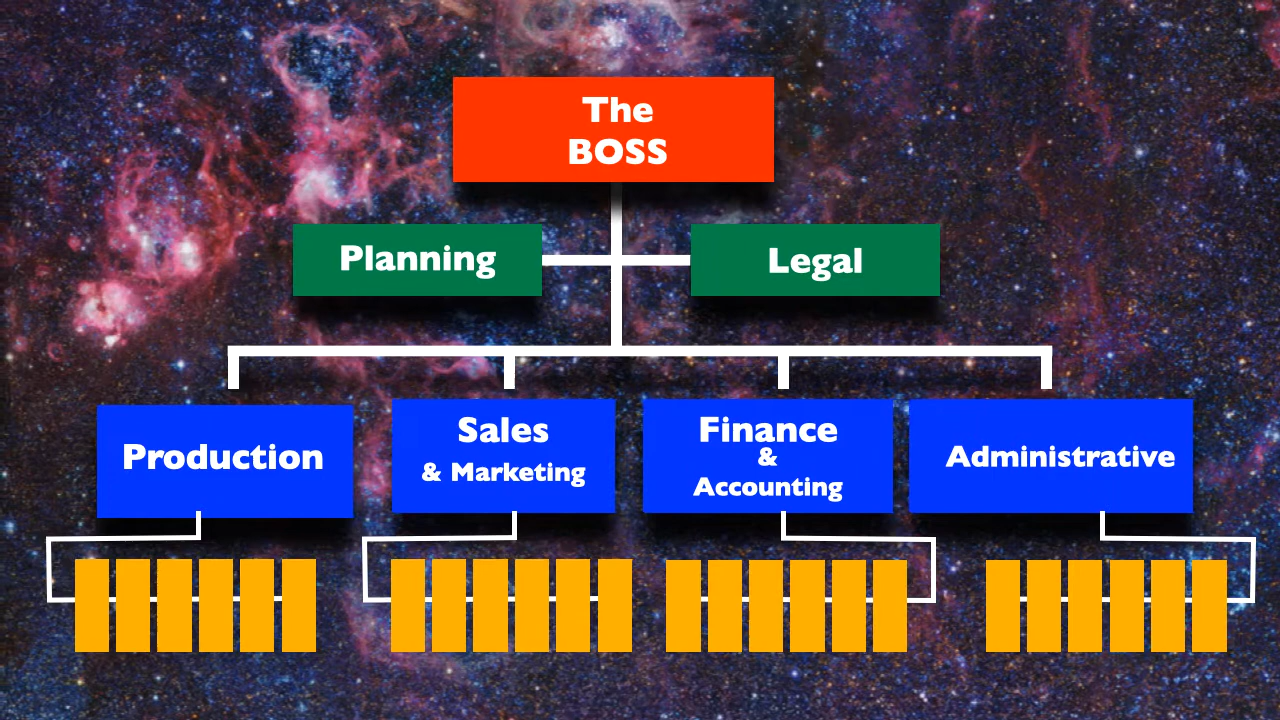 The
BOSS
Planning
Legal
Production
Sales
& Marketing
Finance
&
Accounting
Administrative